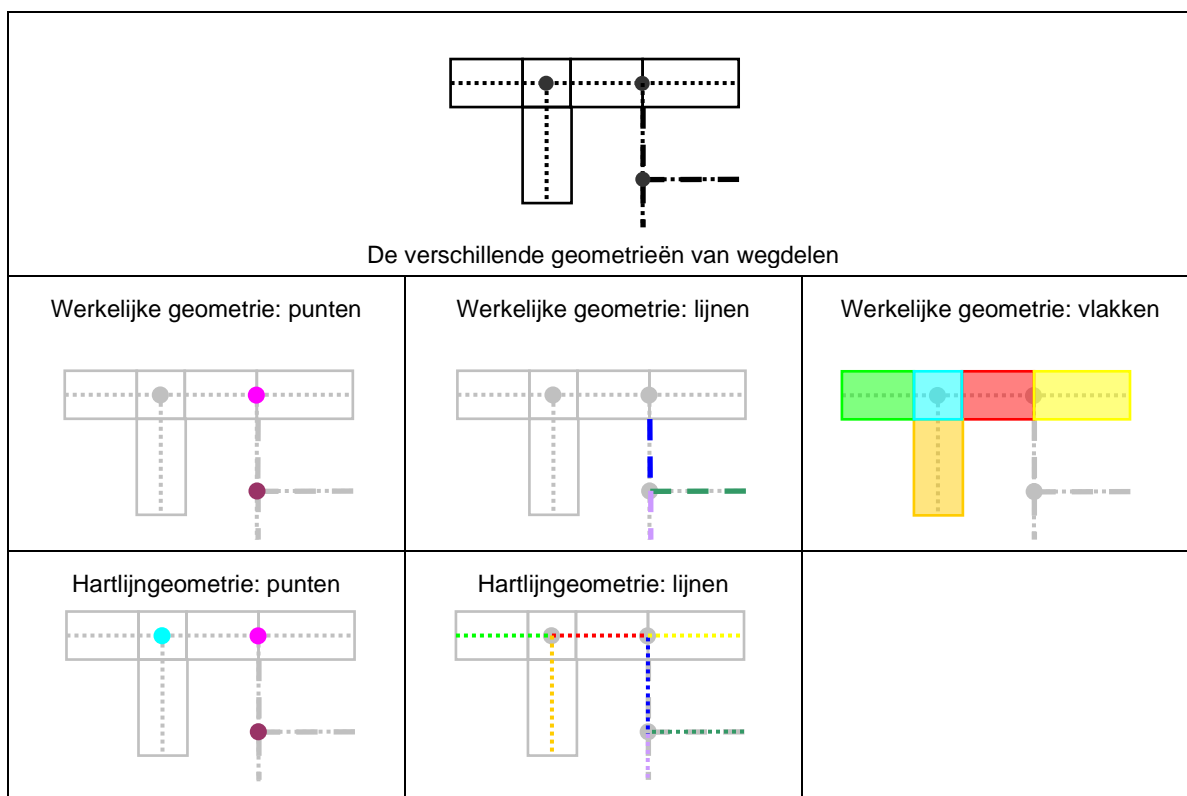 De verschillende geometrieën van wegdelen
Werkelijke geometrie: punten
Werkelijke geometrie: lijnen
Werkelijke geometrie: vlakken
Hartlijngeometrie: punten
Hartlijngeometrie: lijnen